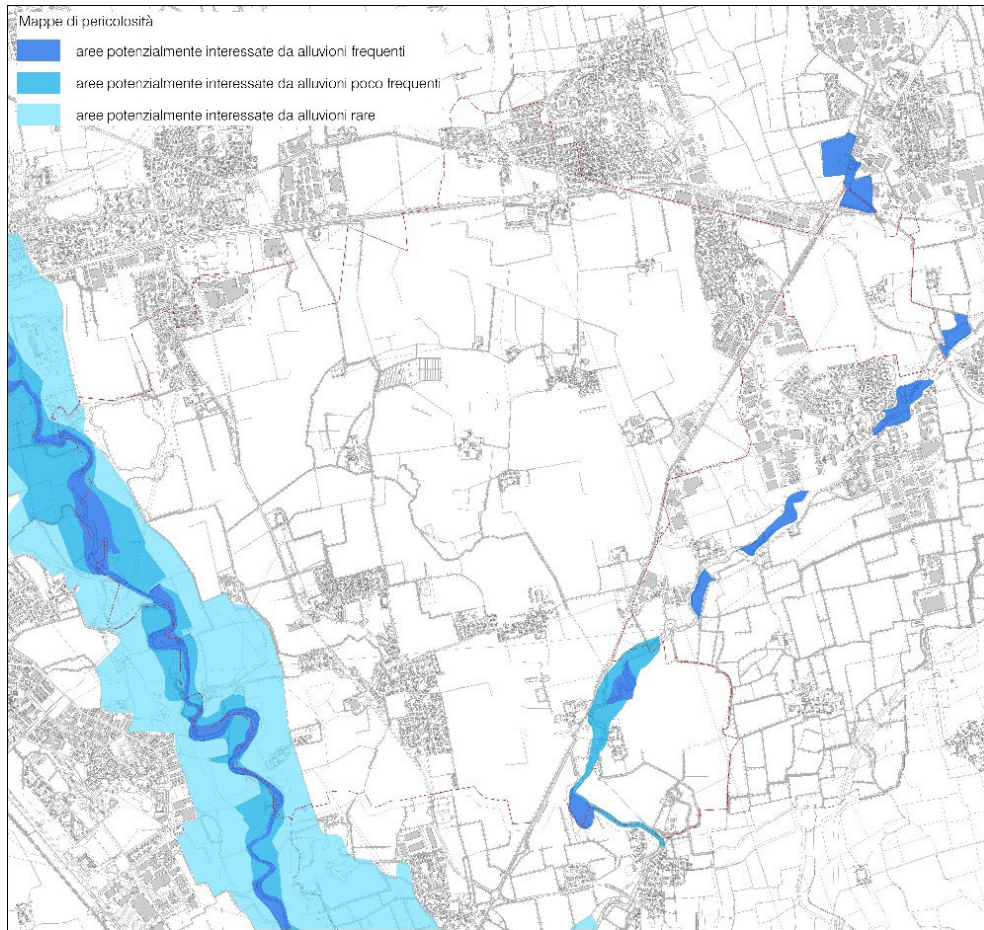 Mappe di pericolosità
aree potenzialmente interessate da alluvioni frequenti
aree potenzialmente interessate da alluvioni poco frequenti
aree potenzialmente interessate da alluvioni rare